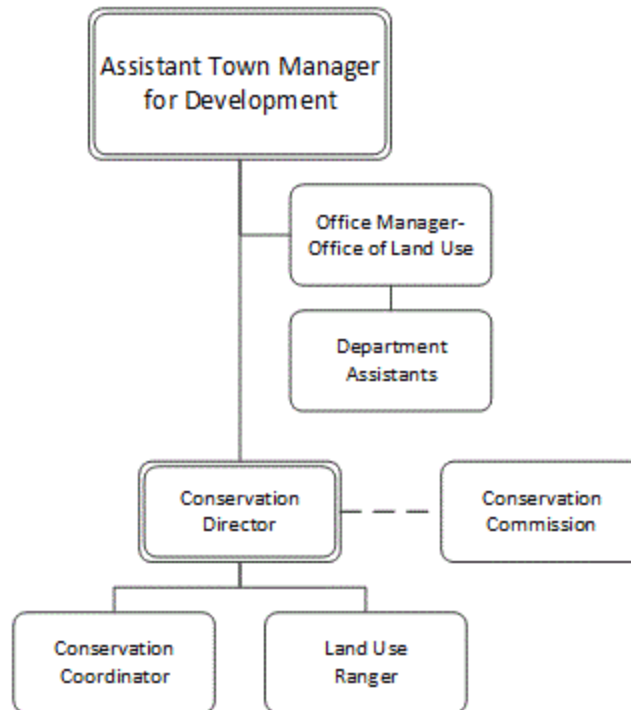 Assistant Town Manager
for Development
Office Manager-
Office of Land Use
Department
Assistants
Conservation
Director
Conservation
Commission
Conservation
Coordinator
Land Use
Ranger